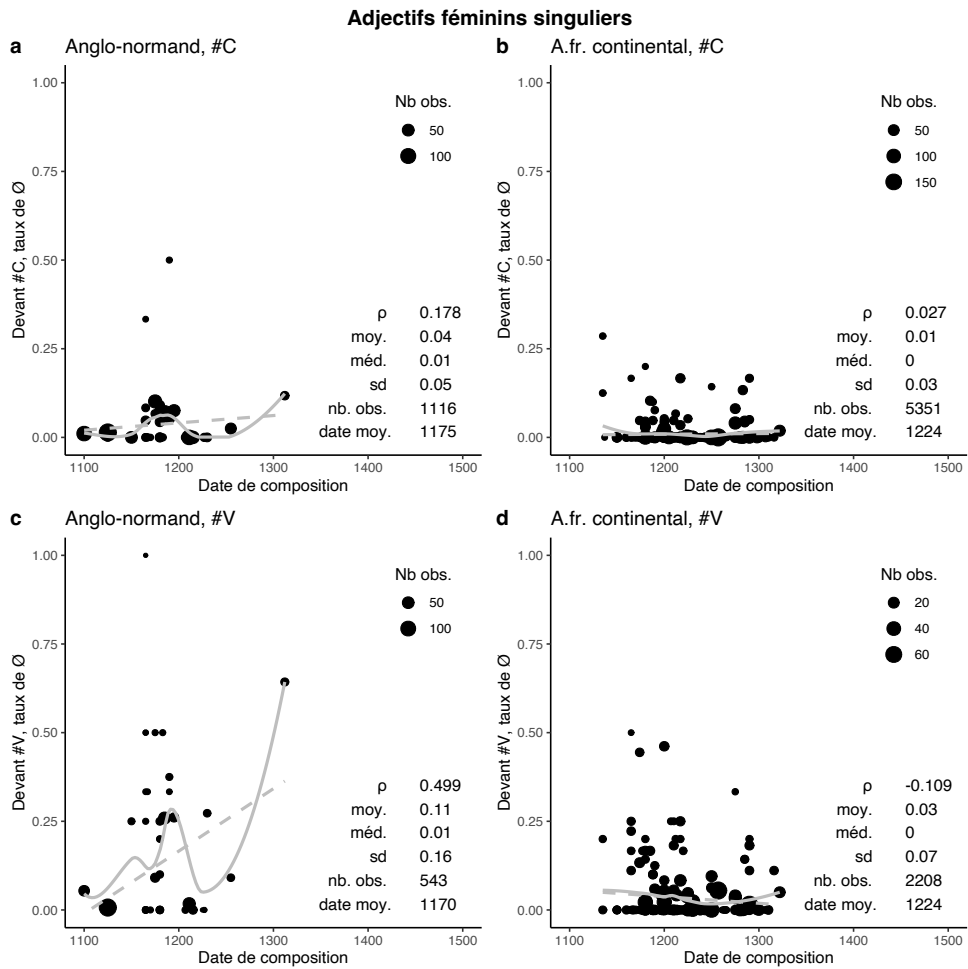 Adjectifs féminins singuliers
a Anglo-normand, #C
Devant #C, taux de Ø
1.00
0.75
0.50
0.25
0.00
Nb obs.
50
100
ρ 0.178
moy. 0.04
méd. 0.01
sd 0.05
nb. obs. 1116
date moy. 1175
1100 1200 1300 1400 1500
Date de composition
b A.fr. continental, #C
Devant #C, taux de Ø
1.00
0.75
0.50
0.25
0.00
Nb obs.
50
100
150
ρ 0.027
moy. 0.01
méd. 0
sd 0.03
nb. obs. 5351
date moy. 1224
1100 1200 1300 1400 1500
Date de composition
c Anglo-normand, #V
Devant #V, taux de Ø
1.00
0.75
0.50
0.25
0.00
Nb obs.
50
100
ρ 0.499
moy. 0.11
méd. 0.01
sd 0.16
nb. obs. 543
date moy. 1170
1100 1200 1300 1400 1500
Date de composition
d A.fr. continental, #V
Devant #V, taux de Ø
1.00
0.75
0.50
0.25
0.00
Nb obs.
20
40
60
ρ -0.109
moy. 0.03
méd. 0
sd 0.07
nb. obs. 2208
date moy. 1224
1100 1200 1300 1400 1500
Date de composition